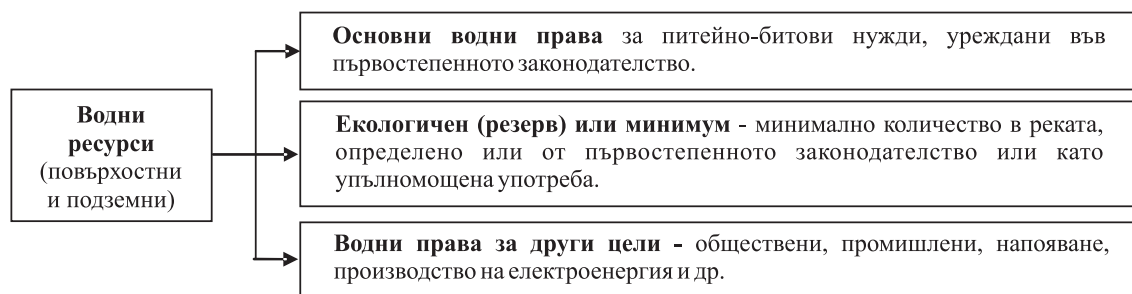 Водни
ресурси
(повърхостни
и подземни)
Основни водни права за питейно-битови нужди, уреждани във
първостепенното законодателство.
Екологичен (резерв) или минимум - минимално количество в реката,
определено или от първостепенното законодателство или като
упълномощена употреба.
Водни права за други цели - обществени, промишлени, напояване,
производство на електроенергия и др.